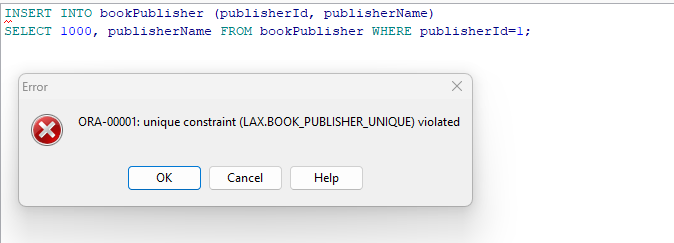 INSERT INTO bookPublisher (publisherId, publisherName)
SELECT 1000, publisherName FROM bookPublisher WHERE publisherId=1;
Error
ORA-00001: unique constraint (LAX.BOOK_PUBLISHER_UNIQUE) violated
OK Cancel Help